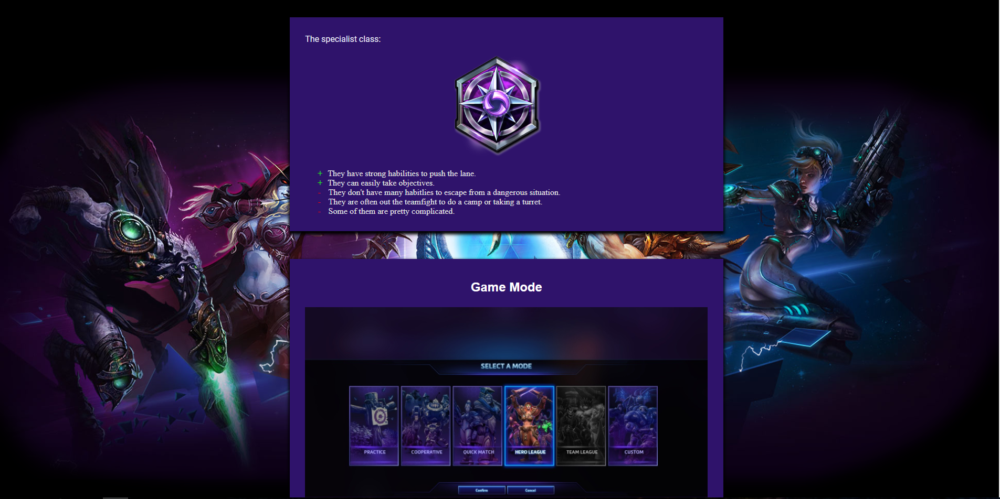 The specialist class:
+ They have strong habilities to push the lane.
+ They can easily take objectives.
- They don't have many habitlies to escape from a dangerous situation.
- They are often out the teamfight to do a camp or taking a turret.
- Some of them are pretty complicated.
Game Mode
SELECT A MODE
PRACTICE COOPERATIVE QUICK MATCH HERO LEAGUE TEAM LEAGUE CUSTOM
Confirm Cancel